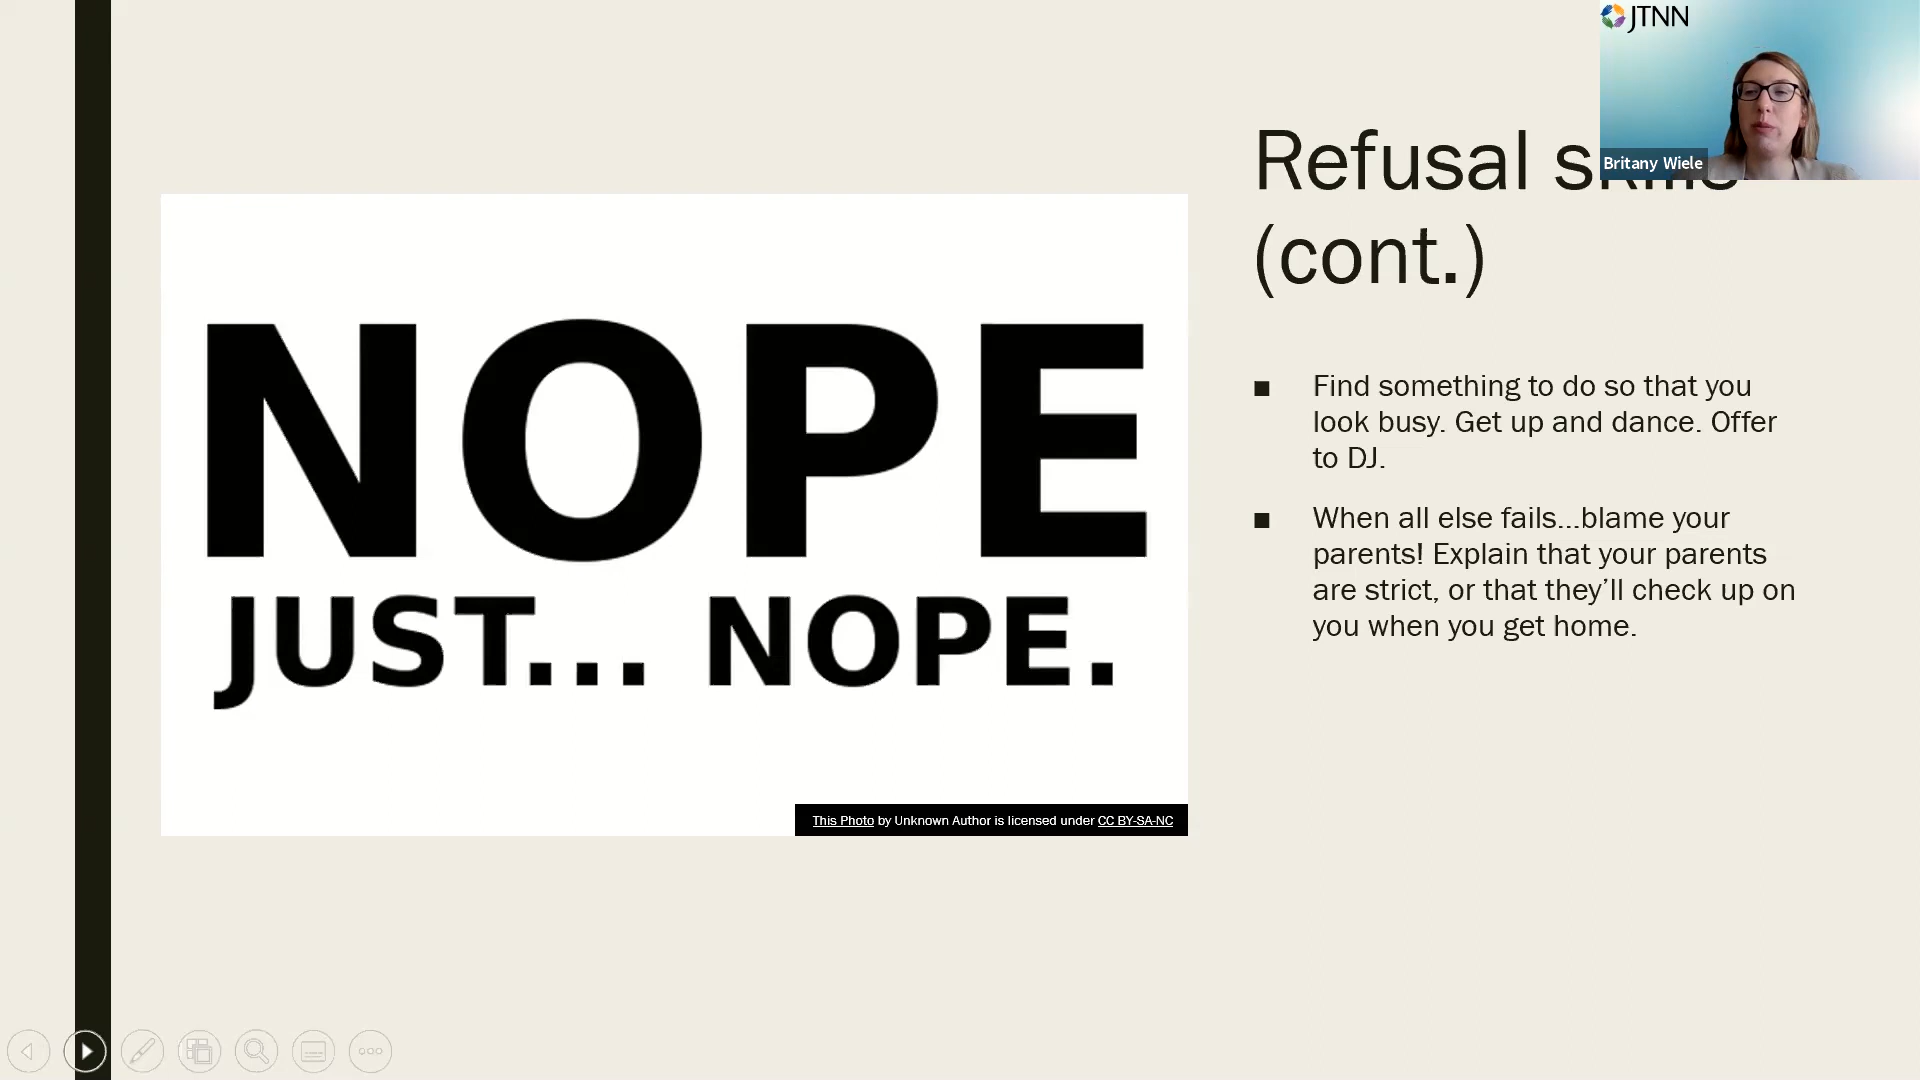 JTNN
Britany Wiele
Refusal skills
(cont.)
NOPE
JUST... NOPE.
This Photo by Unknown Author is licensed under CC BY-SA-NC
■ Find something to do so that you
look busy. Get up and dance. Offer
to DJ.
■ When all else fails...blame your
parents! Explain that your parents
are strict, or that they’ll check up on
you when you get home.